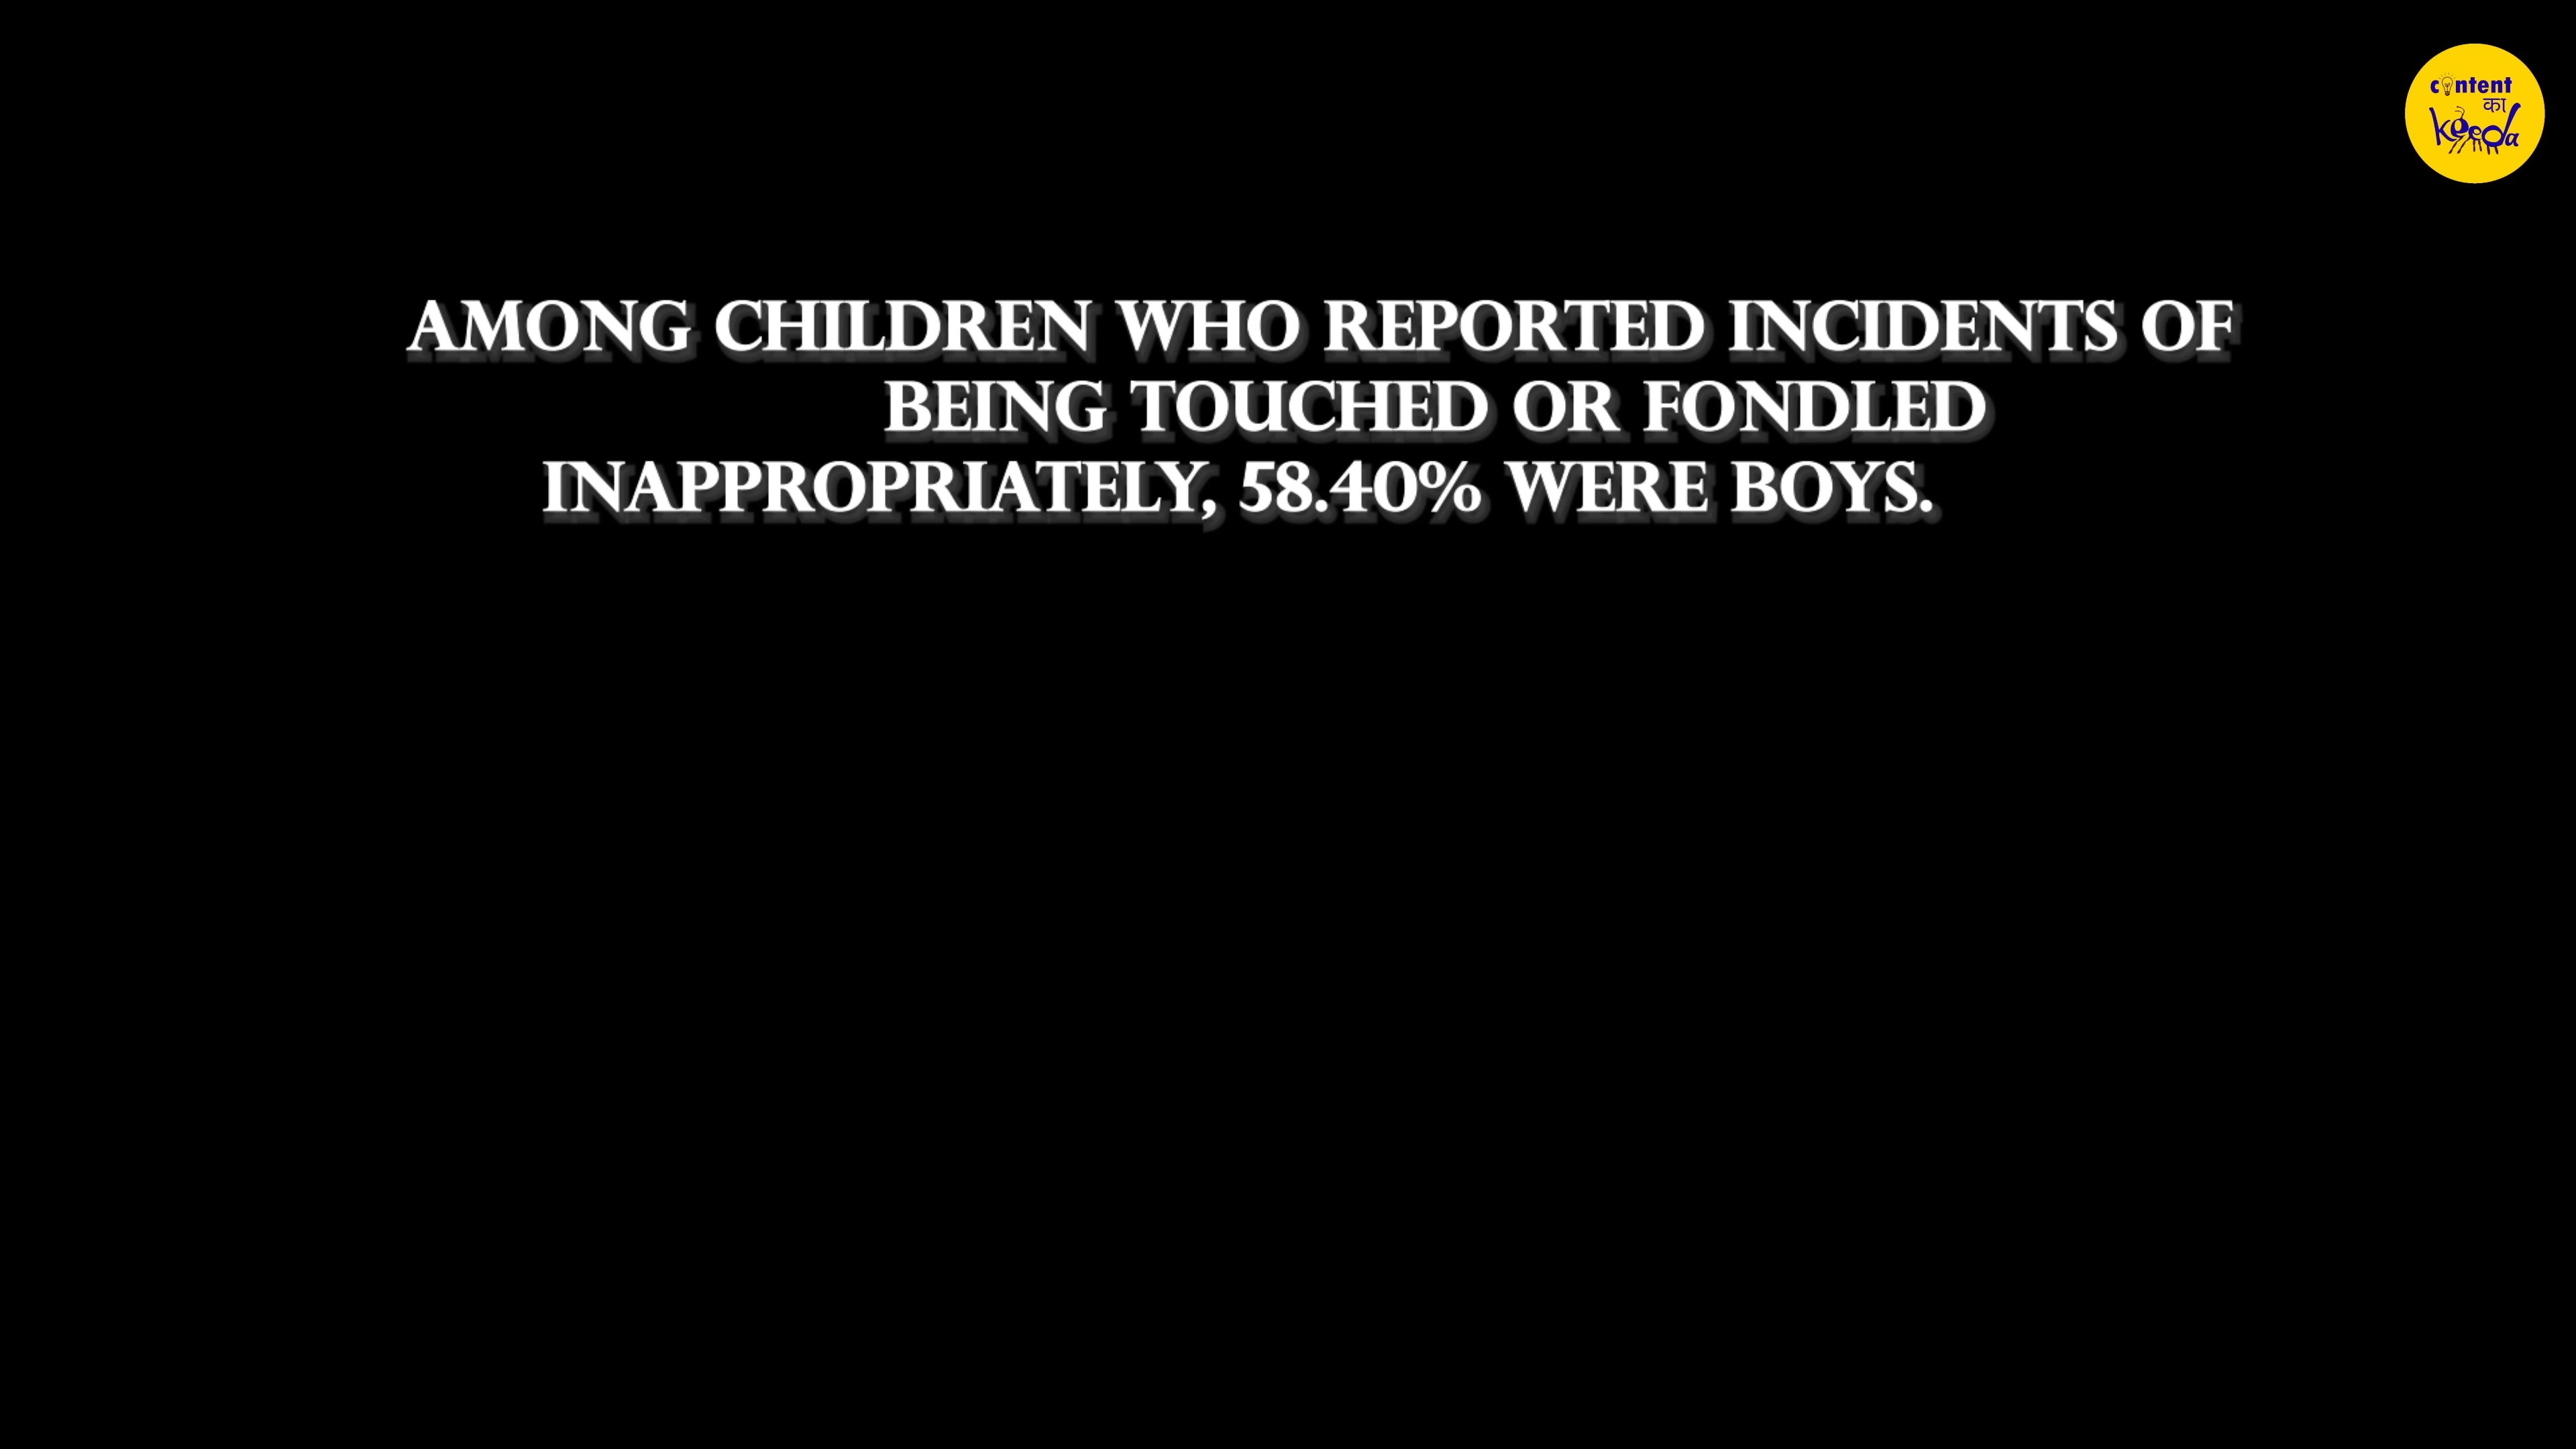 content
का
keeda
AMONG CHILDREN WHO REPORTED INCIDENTS OF
BEING TOUCHED OR FONDLED
INAPPROPRIATELY, 58.40% WERE BOYS.